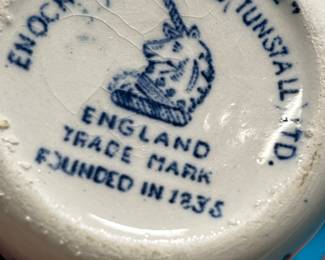 ENOCH
TUNSTALL LTD.
ENGLAND
TRADE MARK
FOUNDED IN 1835